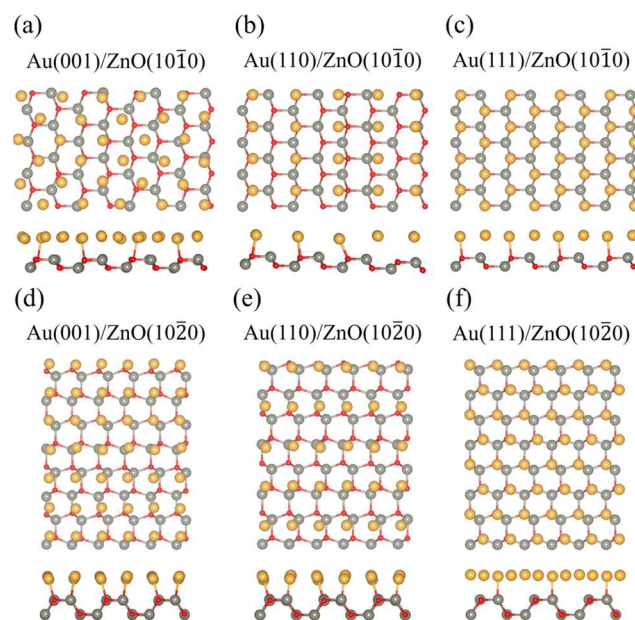 (a)
Au(001)/ZnO(101̄0)
(b)
Au(110)/ZnO(101̄0)
(c)
Au(111)/ZnO(101̄0)
(d)
Au(001)/ZnO(102̄0)
(e)
Au(110)/ZnO(102̄0)
(f)
Au(111)/ZnO(102̄0)